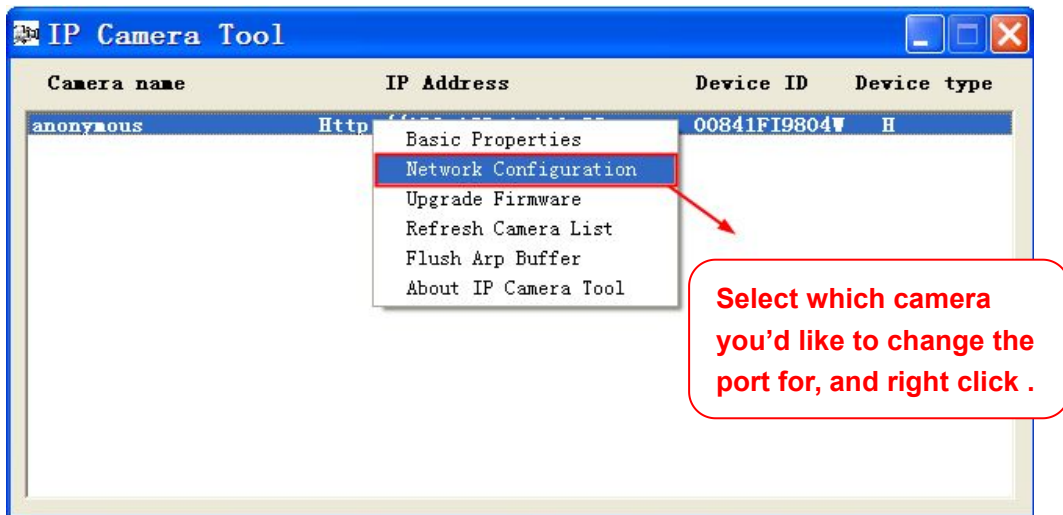 IP Camera Tool
Camera name IP Address Device ID Device type
anonymous Http 00841FI9804W H
Basic Properties
Network Configuration
Upgrade Firmware
Refresh Camera List
Flush Arp Buffer
About IP Camera Tool
Select which camera
you’d like to change the
port for, and right click .